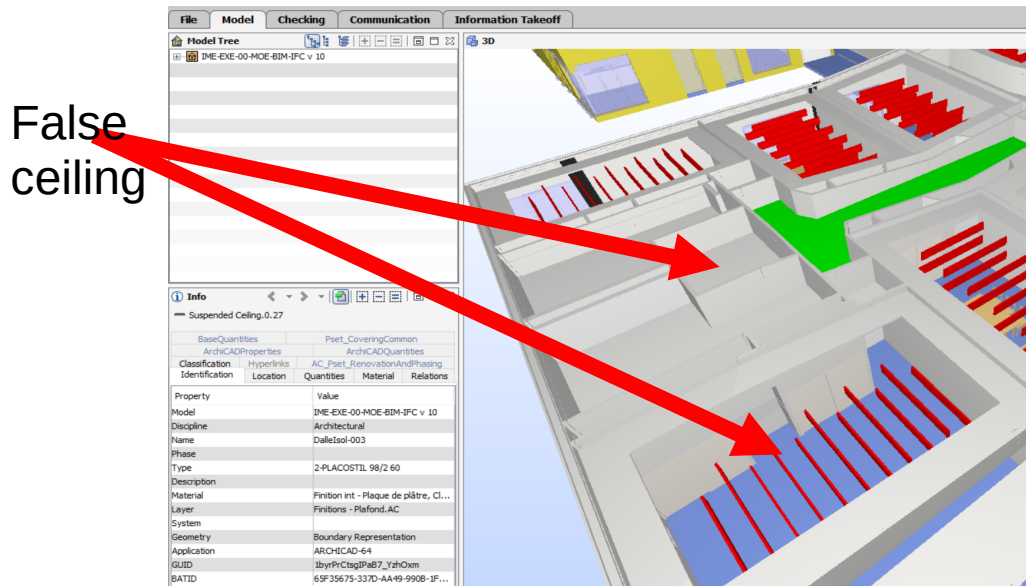 File Model Checking Communication Information Takeoff
Model Tree
3D
IME-EXE-00-MOE-BIM-IFC v 10
False
ceiling
Info
Suspended Ceiling.0.27
BaseQuantities Pset_CoveringCommon
ArchiCADProperties ArchiCADQuantities
Classification Hyperlinks AC_Pset_RenovationAndPhasing
Identification Location Quantities Material Relations
Property Value
Model IME-EXE-00-MOE-BIM-IFC v 10
Discipline Architectural
Name DalleIsol-003
Phase
Type 2-PLACOSTIL 98/2 60
Description
Material Finition int - Plaque de plâtre, Cl...
Layer Finitions - Plafond.AC
System
Geometry Boundary Representation
Application ARCHICAD-64
GUID 1byrPrCtsgIPaB7_YzhOxm
BATID 65F35675-337D-AA49-990B-1F...